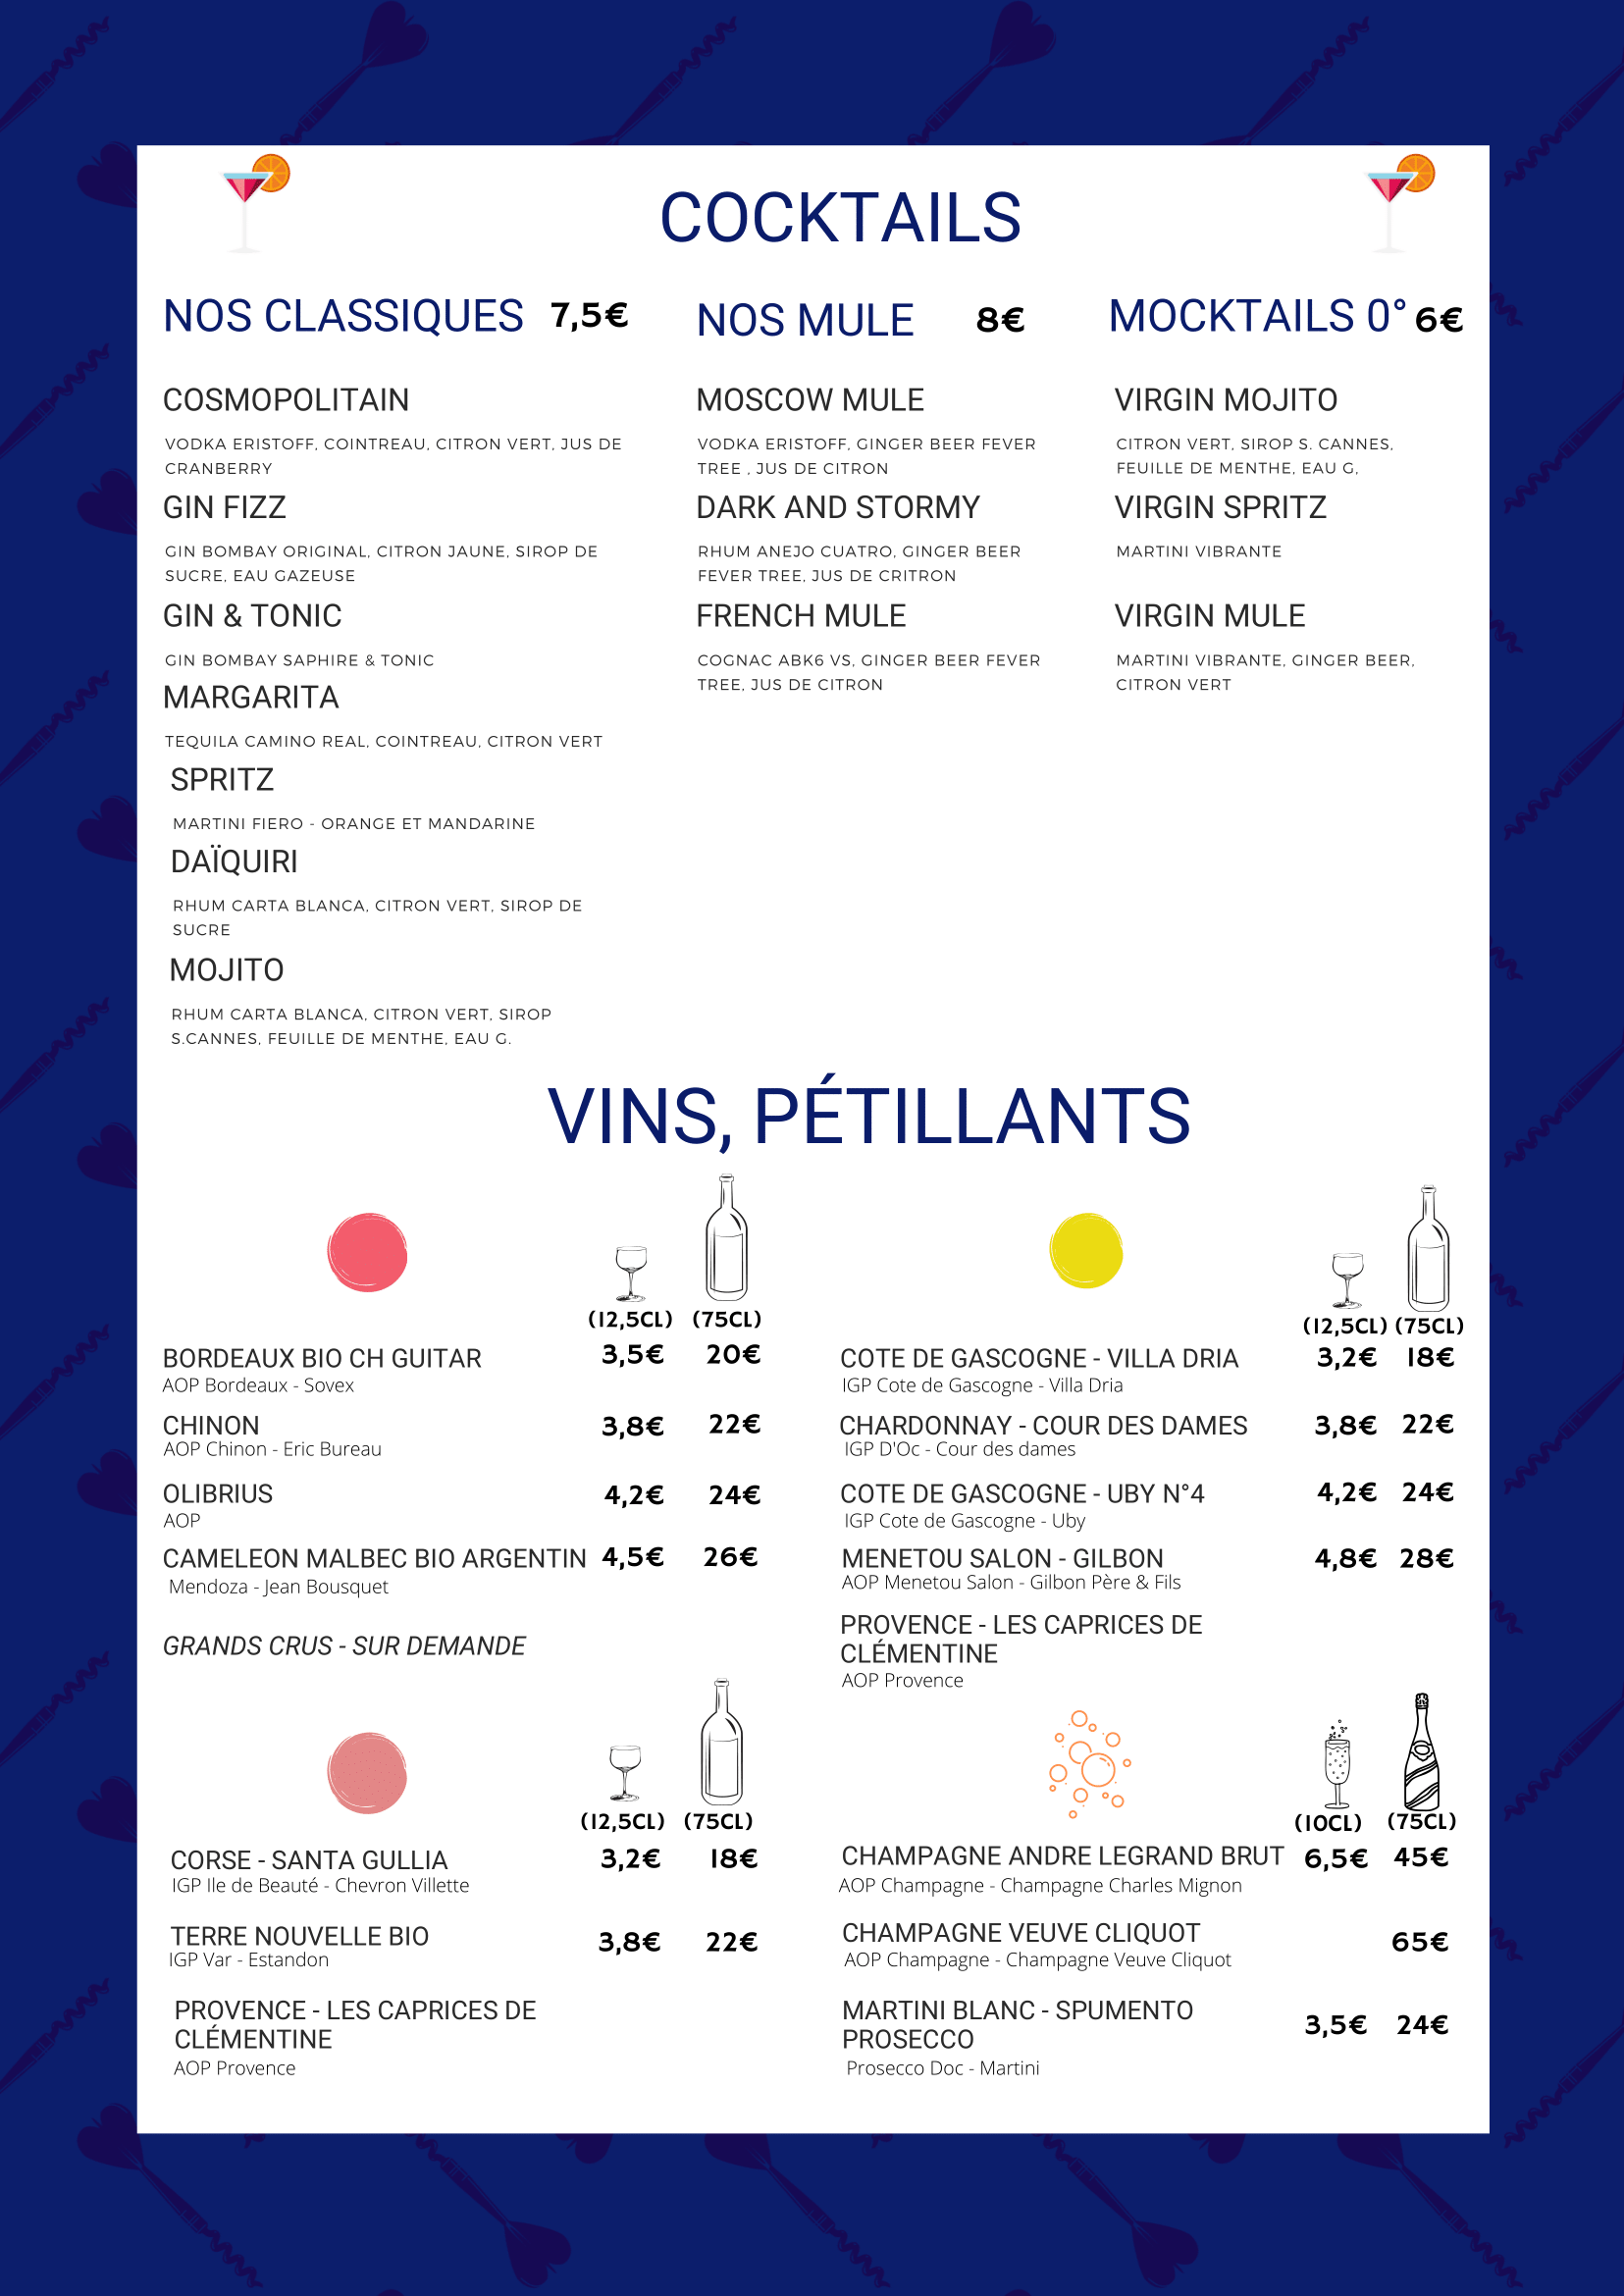 COCKTAILS
NOS CLASSIQUES 7,5€
COSMOPOLITAIN
VODKA ERISTOFF, COINTREAU, CITRON VERT, JUS DE
CRANBERRY
GIN FIZZ
GIN BOMBAY ORIGINAL, CITRON JAUNE, SIROP DE
SUCRE, EAU GAZEUSE
GIN & TONIC
GIN BOMBAY SAPHIRE & TONIC
MARGARITA
TEQUILA CAMINO REAL, COINTREAU, CITRON VERT
SPRITZ
MARTINI FIERO - ORANGE ET MANDARINE
DAÏQUIRI
RHUM CARTA BLANCA, CITRON VERT, SIROP DE
SUCRE
MOJITO
RHUM CARTA BLANCA, CITRON VERT, SIROP
S.CANNES, FEUILLE DE MENTHE, EAU G.
NOS MULE 8€
MOSCOW MULE
VODKA ERISTOFF, GINGER BEER FEVER
TREE , JUS DE CITRON
DARK AND STORMY
RHUM ANEJO CUATRO, GINGER BEER
FEVER TREE, JUS DE CRITRON
FRENCH MULE
COGNAC ABK6 VS, GINGER BEER FEVER
TREE, JUS DE CITRON
MOCKTAILS 0° 6€
VIRGIN MOJITO
CITRON VERT, SIROP S. CANNES,
FEUILLE DE MENTHE, EAU G,
VIRGIN SPRITZ
MARTINI VIBRANTE
VIRGIN MULE
MARTINI VIBRANTE, GINGER BEER,
CITRON VERT
VINS, PÉTILLANTS
(12,5CL) (75CL)
BORDEAUX BIO CH GUITAR 3,5€ 20€
AOP Bordeaux - Sovex
CHINON 3,8€ 22€
AOP Chinon - Eric Bureau
OLIBRIUS 4,2€ 24€
AOP
CAMELEON MALBEC BIO ARGENTIN 4,5€ 26€
Mendoza - Jean Bousquet
GRANDS CRUS - SUR DEMANDE
(12,5CL) (75CL)
COTE DE GASCOGNE - VILLA DRIA 3,2€ 18€
IGP Cote de Gascogne - Villa Dria
CHARDONNAY - COUR DES DAMES 3,8€ 22€
IGP D'Oc - Cour des dames
COTE DE GASCOGNE - UBY N°4 4,2€ 24€
IGP Cote de Gascogne - Uby
MENETOU SALON - GILBON 4,8€ 28€
AOP Menetou Salon - Gilbon Père & Fils
PROVENCE - LES CAPRICES DE
CLÉMENTINE
AOP Provence
(12,5CL) (75CL)
CORSE - SANTA GULLIA 3,2€ 18€
IGP Ile de Beauté - Chevron Villette
TERRE NOUVELLE BIO 3,8€ 22€
IGP Var - Estandon
PROVENCE - LES CAPRICES DE
CLÉMENTINE
AOP Provence
(10CL) (75CL)
CHAMPAGNE ANDRE LEGRAND BRUT 6,5€ 45€
AOP Champagne - Champagne Charles Mignon
CHAMPAGNE VEUVE CLIQUOT 65€
AOP Champagne - Champagne Veuve Cliquot
MARTINI BLANC - SPUMENTO
PROSECCO 3,5€ 24€
Prosecco Doc - Martini